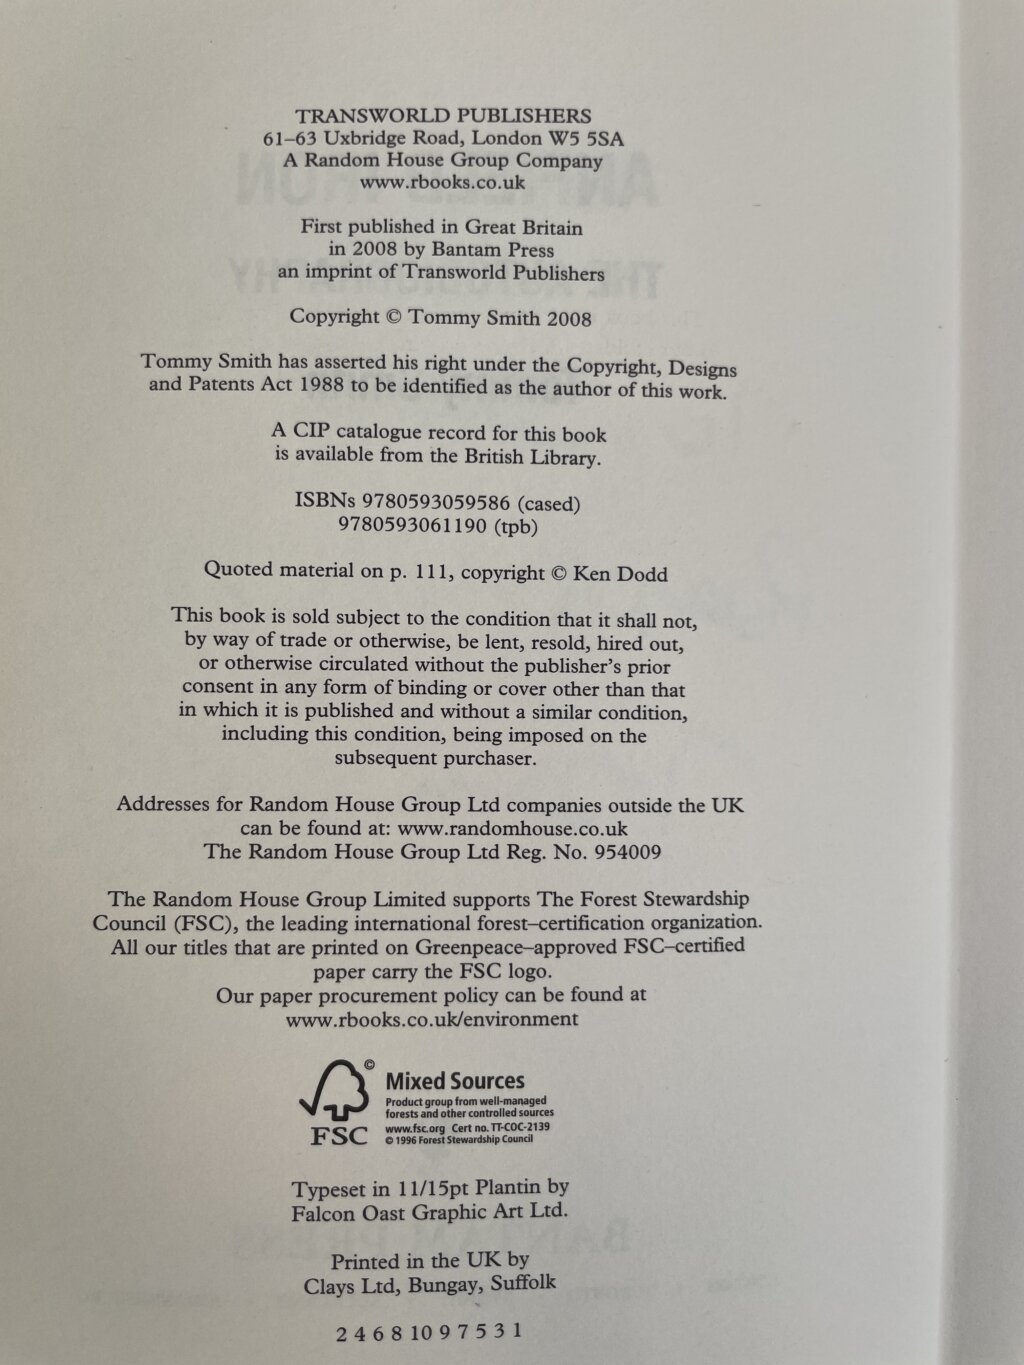 TRANSWORLD PUBLISHERS
61–63 Uxbridge Road, London W5 5SA
A Random House Group Company
www.rbooks.co.uk
First published in Great Britain
in 2008 by Bantam Press
an imprint of Transworld Publishers
Copyright © Tommy Smith 2008
Tommy Smith has asserted his right under the Copyright, Designs
and Patents Act 1988 to be identified as the author of this work.
A CIP catalogue record for this book
is available from the British Library.
ISBNs 9780593059586 (cased)
9780593061190 (tpb)
Quoted material on p. 111, copyright © Ken Dodd
This book is sold subject to the condition that it shall not,
by way of trade or otherwise, be lent, resold, hired out,
or otherwise circulated without the publisher's prior
consent in any form of binding or cover other than that
in which it is published and without a similar condition,
including this condition, being imposed on the
subsequent purchaser.
Addresses for Random House Group Ltd companies outside the UK
can be found at: www.randomhouse.co.uk
The Random House Group Ltd Reg. No. 954009
The Random House Group Limited supports The Forest Stewardship
Council (FSC), the leading international forest–certification organization.
All our titles that are printed on Greenpeace–approved FSC–certified
paper carry the FSC logo.
Our paper procurement policy can be found at
www.rbooks.co.uk/environment
©
FSC
Mixed Sources
Product group from well-managed
forests and other controlled sources
www.fsc.org Cert no. TT-COC-2139
© 1996 Forest Stewardship Council
Typeset in 11/15pt Plantin by
Falcon Oast Graphic Art Ltd.
Printed in the UK by
Clays Ltd, Bungay, Suffolk
2 4 6 8 10 9 7 5 3 1